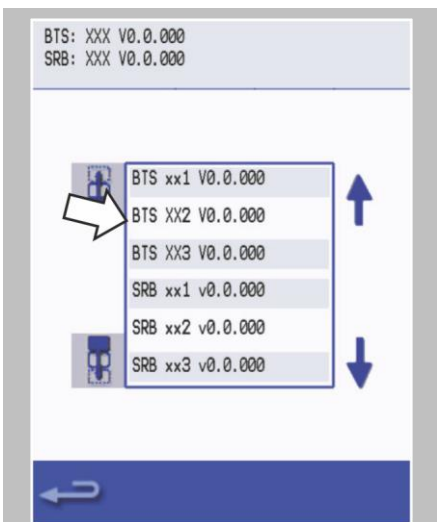 BTS: XXX V0.0.000
SRB: XXX V0.0.000
BTS xx1 V0.0.000
BTS XX2 V0.0.000
BTS XX3 V0.0.000
SRB xx1 v0.0.000
SRB xx2 v0.0.000
SRB xx3 v0.0.000